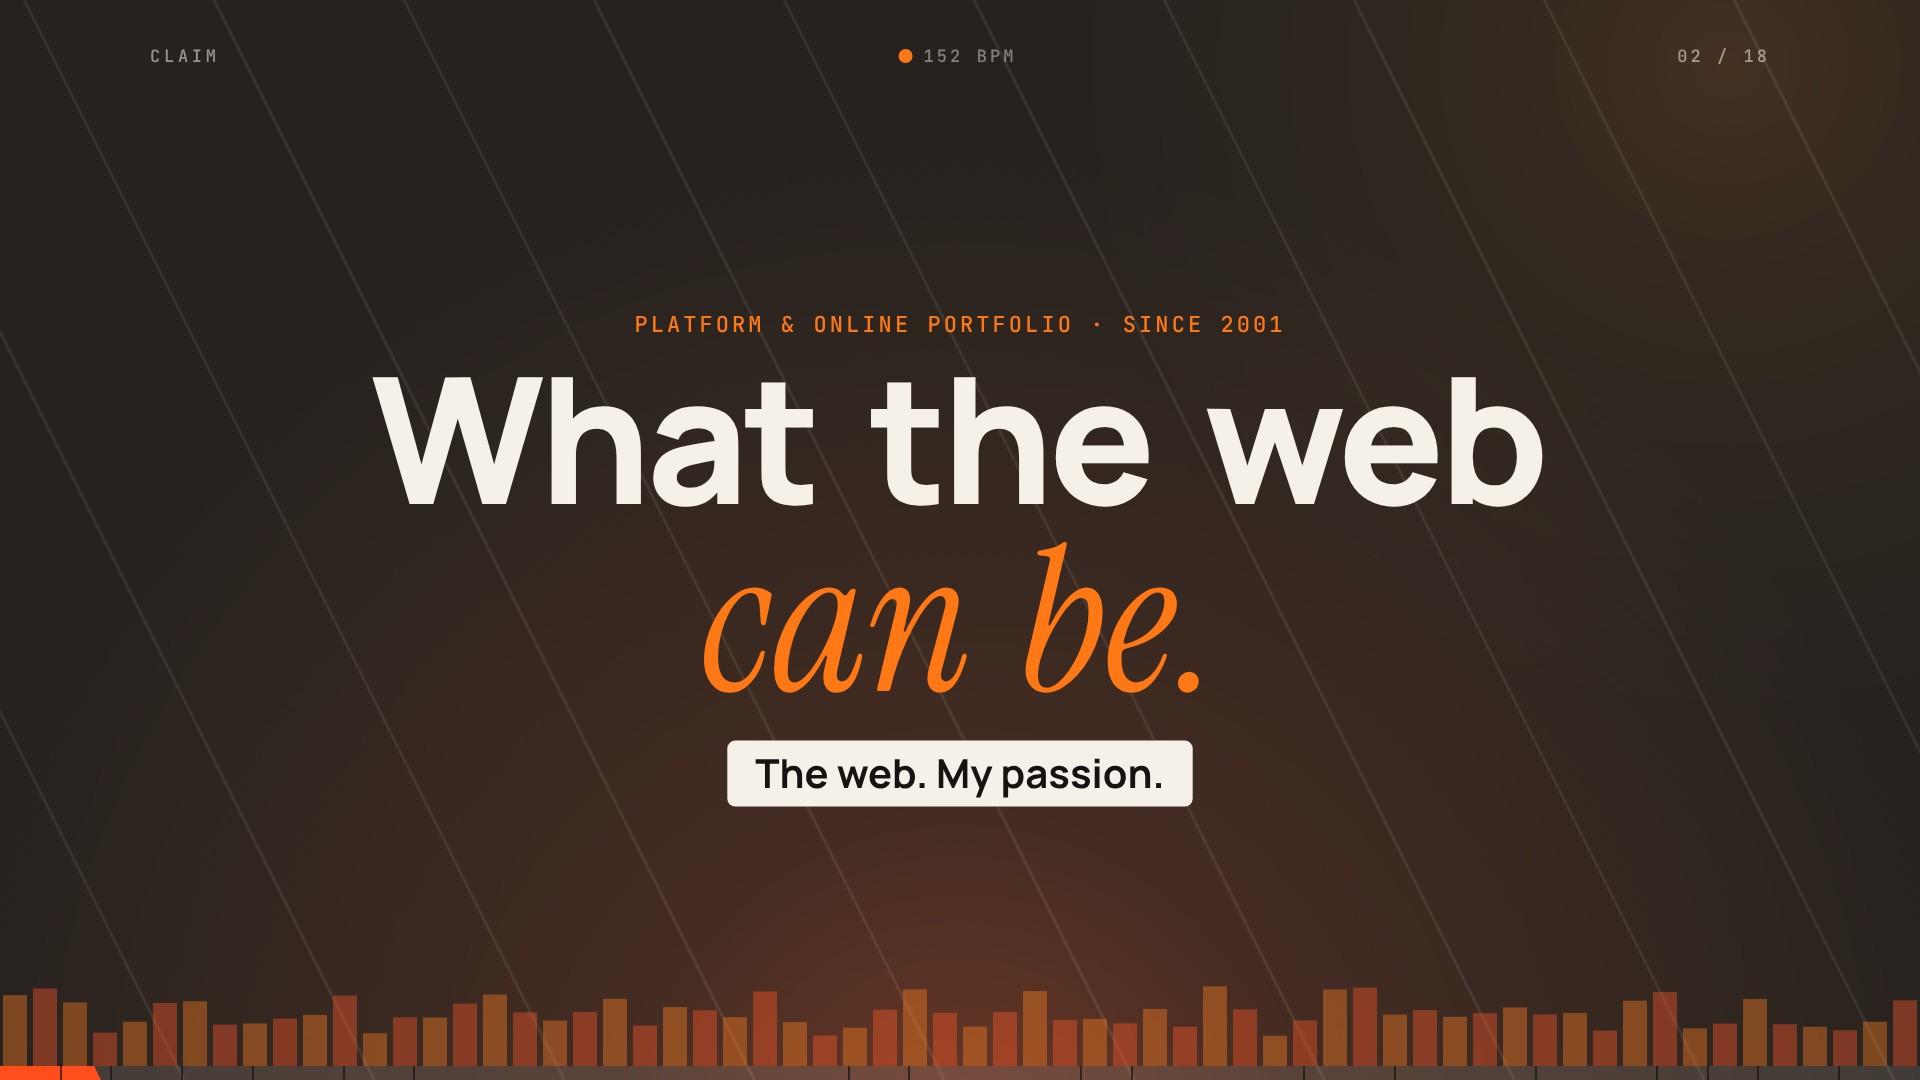 CLAIM
152 BPM
02 / 18
PLATFORM & ONLINE PORTFOLIO · SINCE 2001
What the web
can be.
The web. My passion.